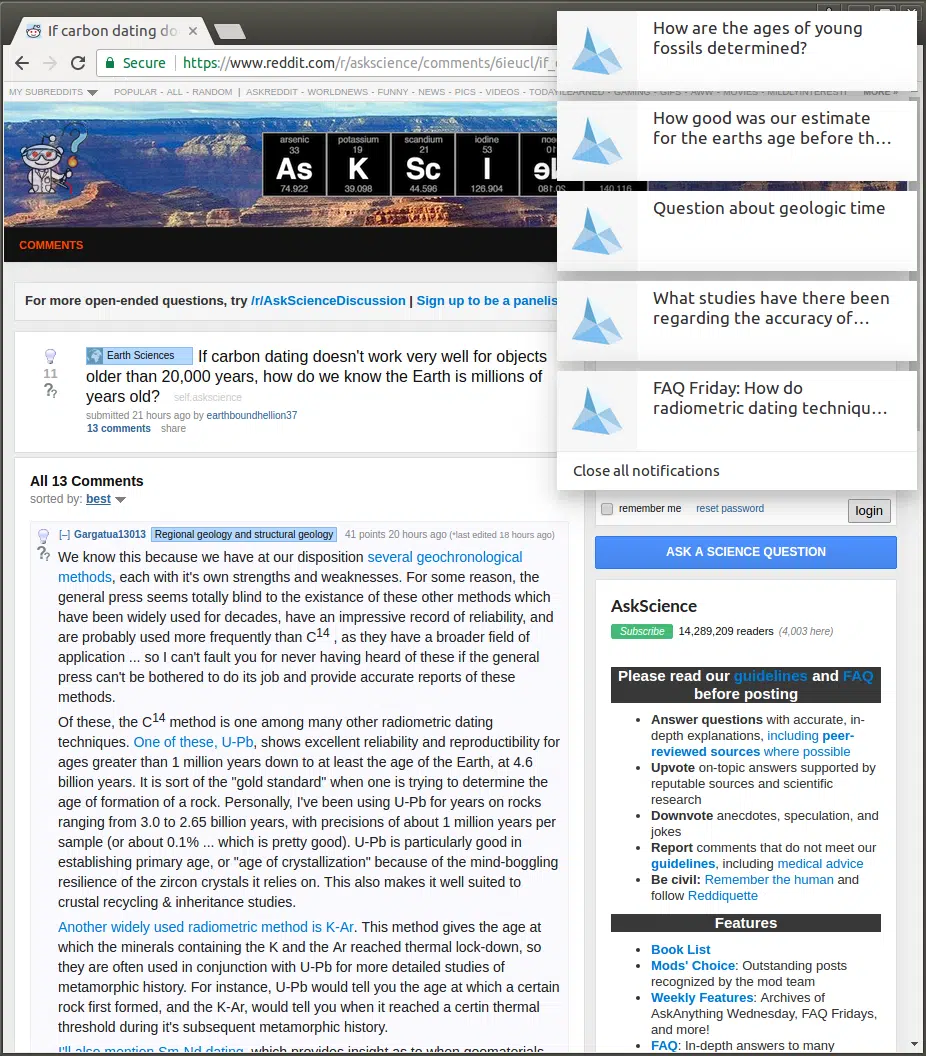 If carbon dating do
Secure
https://www.reddit.com/r/askscience/comments/6ieucl/if_
MY SUBREDDITS
POPULAR - ALL - RANDOM | ASKREDDIT - WORLDNEWS - FUNNY - NEWS - PICS - VIDEOS - TODAYILEARNED - GAMING - GIFS - AWW - MOVIES - MILDLYINTERESTI
MORE »
arsenic
33
As
74.922
potassium
19
K
39.098
scandium
21
Sc
44.596
iodine
53
I
126.904
140.116
COMMENTS
For more open-ended questions, try /r/AskScienceDiscussion | Sign up to be a panelis
11
Earth Sciences
If carbon dating doesn't work very well for objects
older than 20,000 years, how do we know the Earth is millions of
years old? self.askscience
submitted 21 hours ago by earthboundhellion37
13 comments share
All 13 Comments
sorted by: best
[–] Gargatua13013 Regional geology and structural geology 41 points 20 hours ago (*last edited 18 hours ago)
We know this because we have at our disposition several geochronological
methods, each with it's own strengths and weaknesses. For some reason, the
general press seems totally blind to the existance of these other methods which
have been widely used for decades, have an impressive record of reliability, and
are probably used more frequently than C14 , as they have a broader field of
application ... so I can't fault you for never having heard of these if the general
press can't be bothered to do its job and provide accurate reports of these
methods.
Of these, the C14 method is one among many other radiometric dating
techniques. One of these, U-Pb, shows excellent reliability and reproductibility for
ages greater than 1 million years down to at least the age of the Earth, at 4.6
billion years. It is sort of the "gold standard" when one is trying to determine the
age of formation of a rock. Personally, I've been using U-Pb for years on rocks
ranging from 3.0 to 2.65 billion years, with precisions of about 1 million years per
sample (or about 0.1% ... which is pretty good). U-Pb is particularly good in
establishing primary age, or "age of crystallization" because of the mind-boggling
resilience of the zircon crystals it relies on. This also makes it well suited to
crustal recycling & inheritance studies.
Another widely used radiometric method is K-Ar. This method gives the age at
which the minerals containing the K and the Ar reached thermal lock-down, so
they are often used in conjunction with U-Pb for more detailed studies of
metamorphic history. For instance, U-Pb would tell you the age at which a certain
rock first formed, and the K-Ar, would tell you when it reached a certin thermal
threshold during it's subsequent metamorphic history.
I'll also mention Sm-Nd dating, which provides insight as to when geomaterials
How are the ages of young
fossils determined?
How good was our estimate
for the earths age before th…
Question about geologic time
What studies have there been
regarding the accuracy of…
FAQ Friday: How do
radiometric dating techniqu…
Close all notifications
remember me
reset password
login
ASK A SCIENCE QUESTION
AskScience
Subscribe 14,289,209 readers (4,003 here)
Please read our guidelines and FAQ
before posting
• Answer questions with accurate, in-
depth explanations, including peer-
reviewed sources where possible
• Upvote on-topic answers supported by
reputable sources and scientific
research
• Downvote anecdotes, speculation, and
jokes
• Report comments that do not meet our
guidelines, including medical advice
• Be civil: Remember the human and
follow Reddiquette
Features
• Book List
• Mods' Choice: Outstanding posts
recognized by the mod team
• Weekly Features: Archives of
AskAnything Wednesday, FAQ Fridays,
and more!
• FAQ: In-depth answers to many